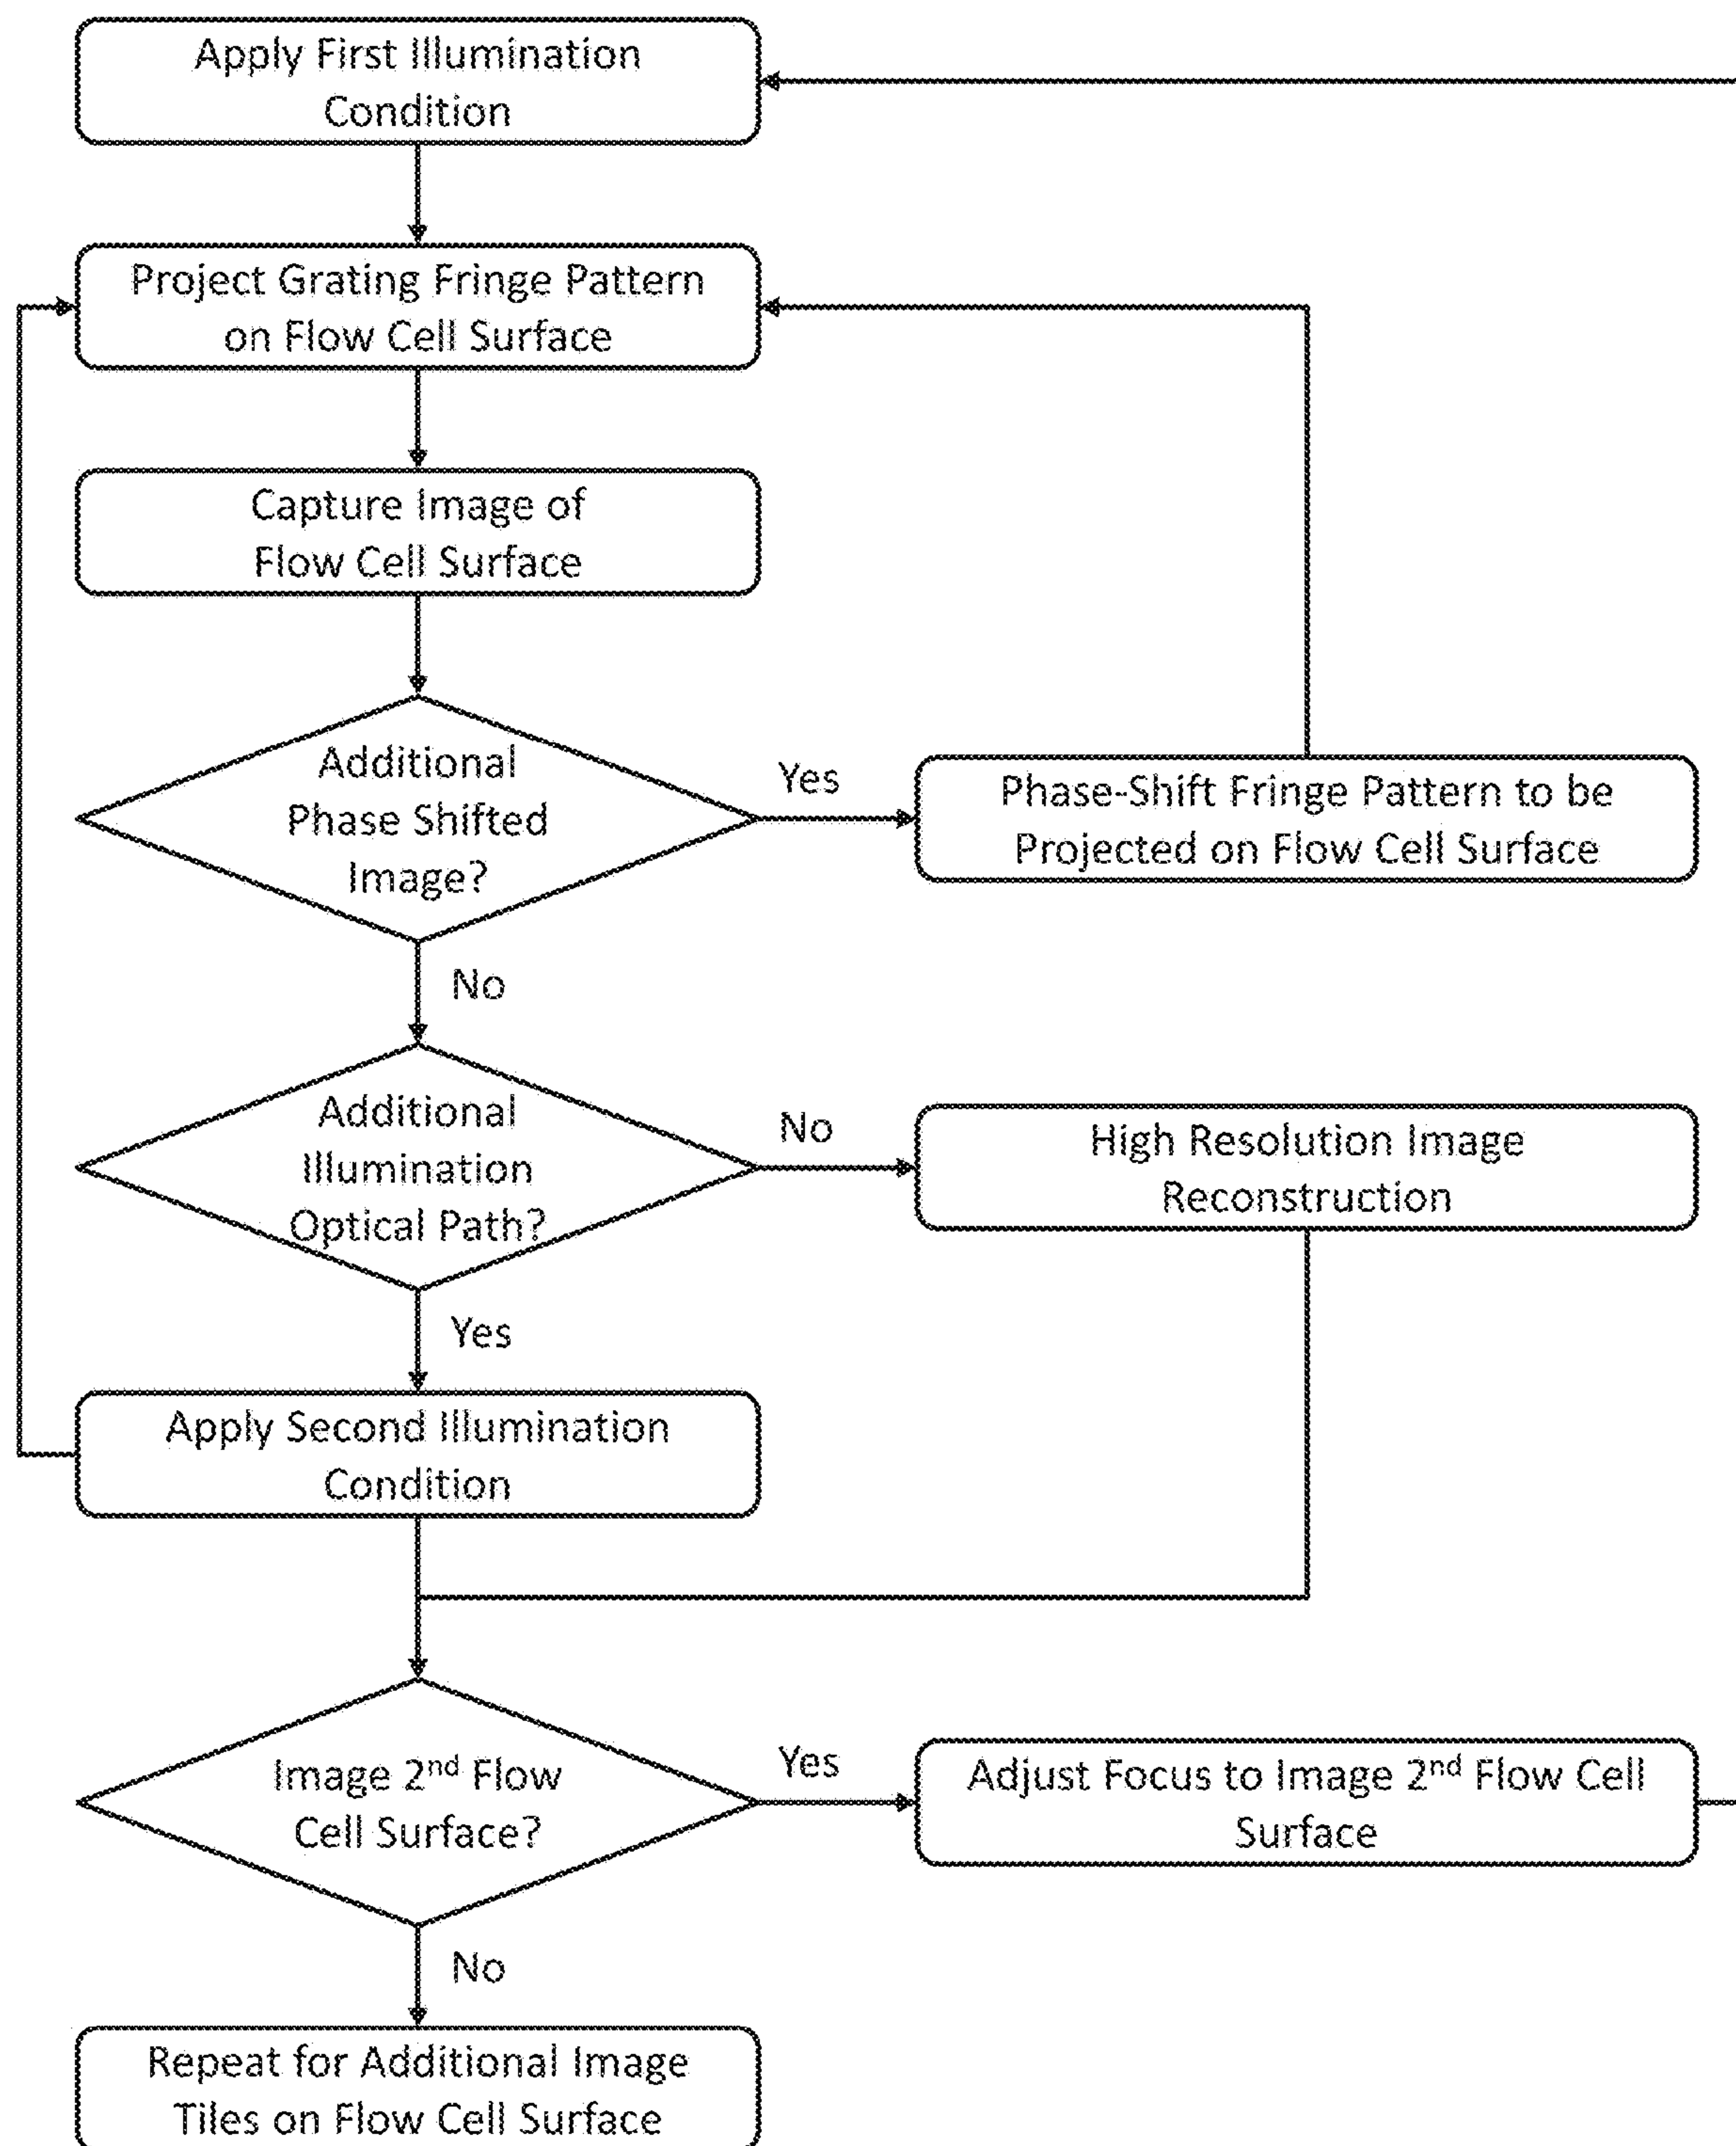 Apply First Illumination
Condition
Project Grating Fringe Pattern
on Flow Cell Surface
Capture Image of
Flow Cell Surface
Additional
Phase Shifted
Image?
Yes
Phase-Shift Fringe Pattern to be
Projected on Flow Cell Surface
No
Additional
Illumination
Optical Path?
No
High Resolution Image
Reconstruction
Yes
Apply Second Illumination
Condition
Image 2nd Flow
Cell Surface?
Yes
Adjust Focus to Image 2nd Flow Cell
Surface
No
Repeat for Additional Image
Tiles on Flow Cell Surface